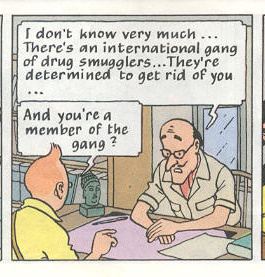 I don't know very much ...
There's an international gang
of drug smugglers...They're
determined to get rid of you
...
And you're a
member of the
gang ?